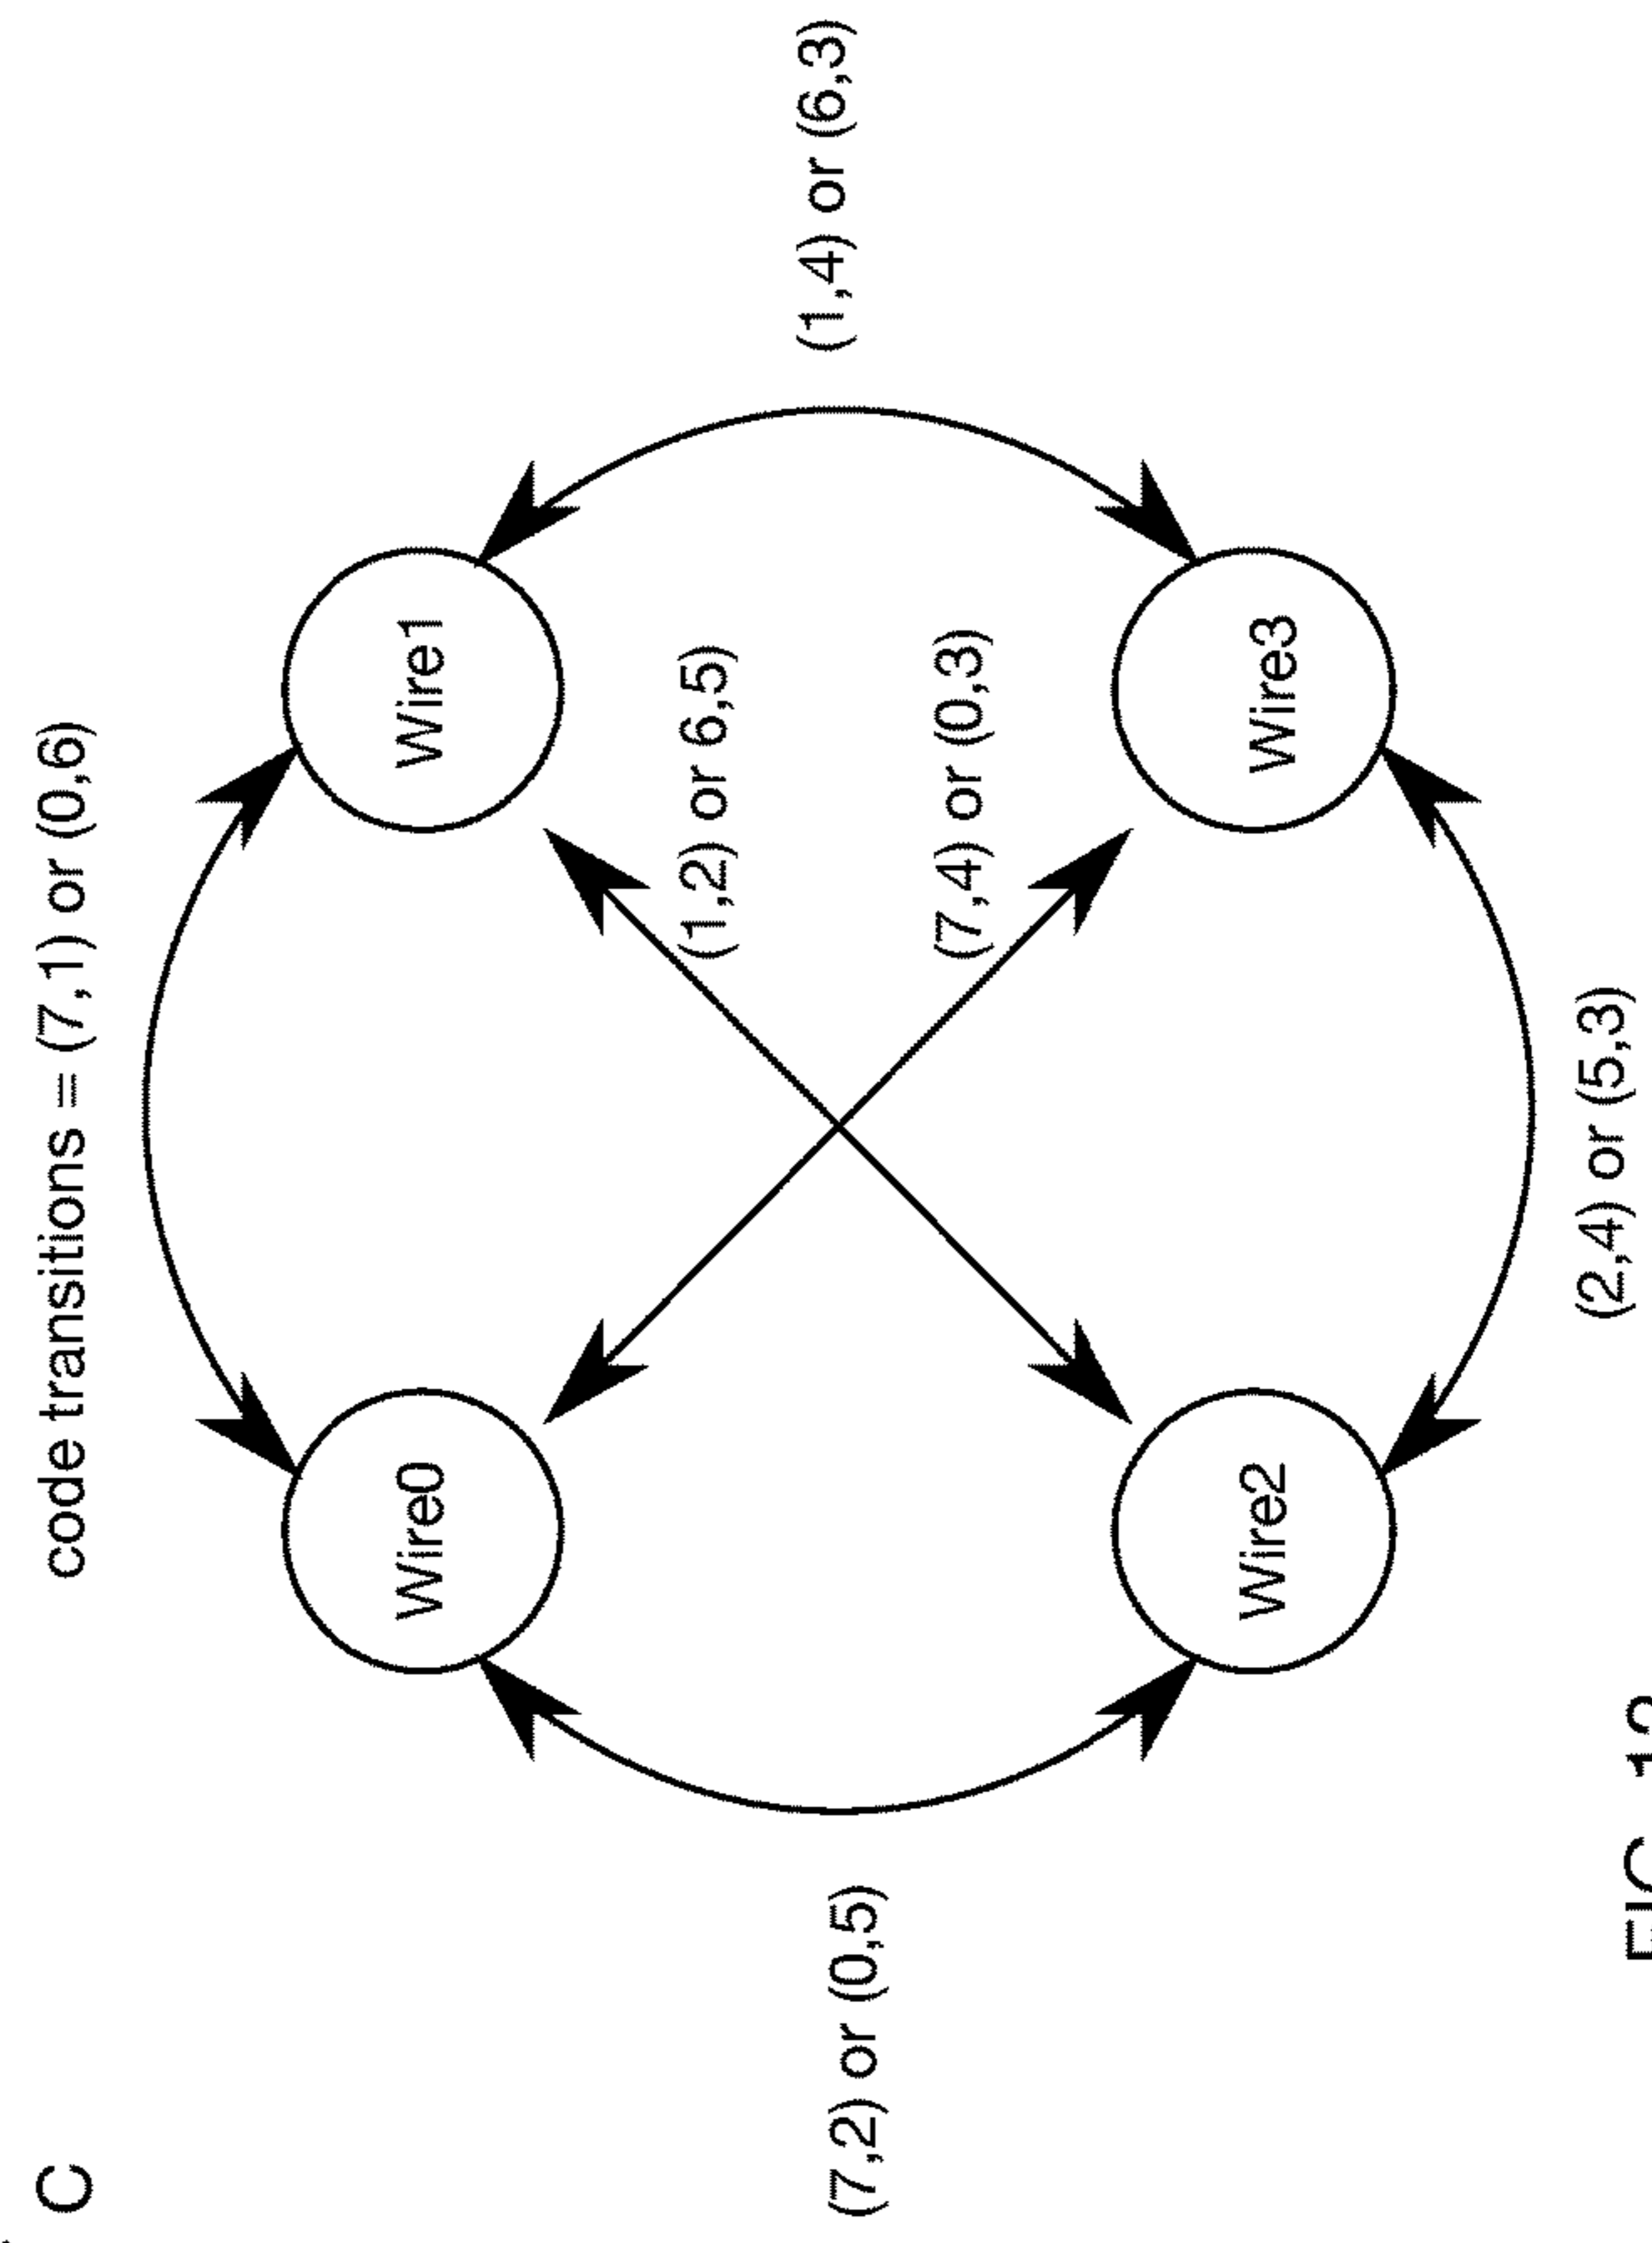 C
code transitions = (7,1) or (0,6)
Wire0
Wire1
(1,2) or 6,5)
(7,2) or (0,5)
(1,4) or (6,3)
(7,4) or (0,3)
Wire2
Wire3
(2,4) or (5,3)